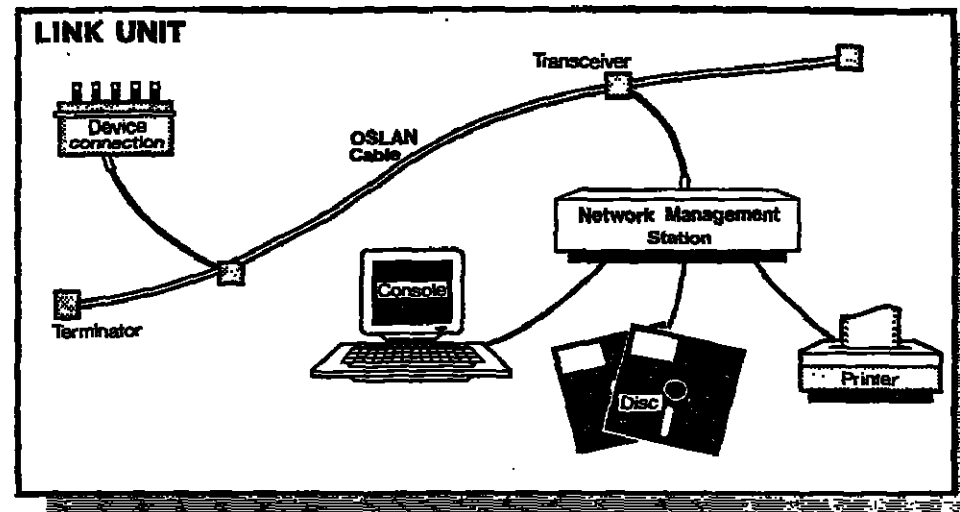 LINK UNIT
Transceiver
Device
connection
OSLAN
Cable
Network Management
Station
Console
Terminator
Disc
Printer